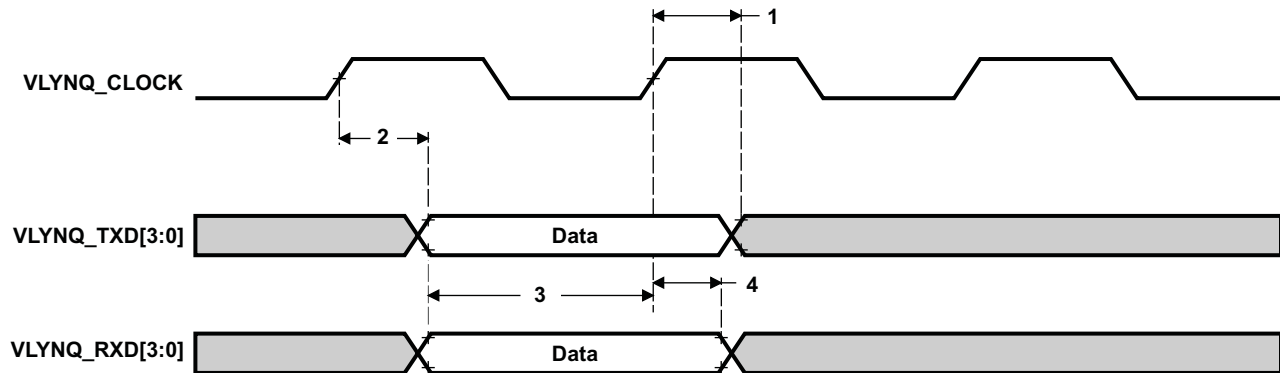 1
VLYNQ_CLOCK
2
VLYNQ_TXD[3:0]
Data
3
4
VLYNQ_RXD[3:0]
Data